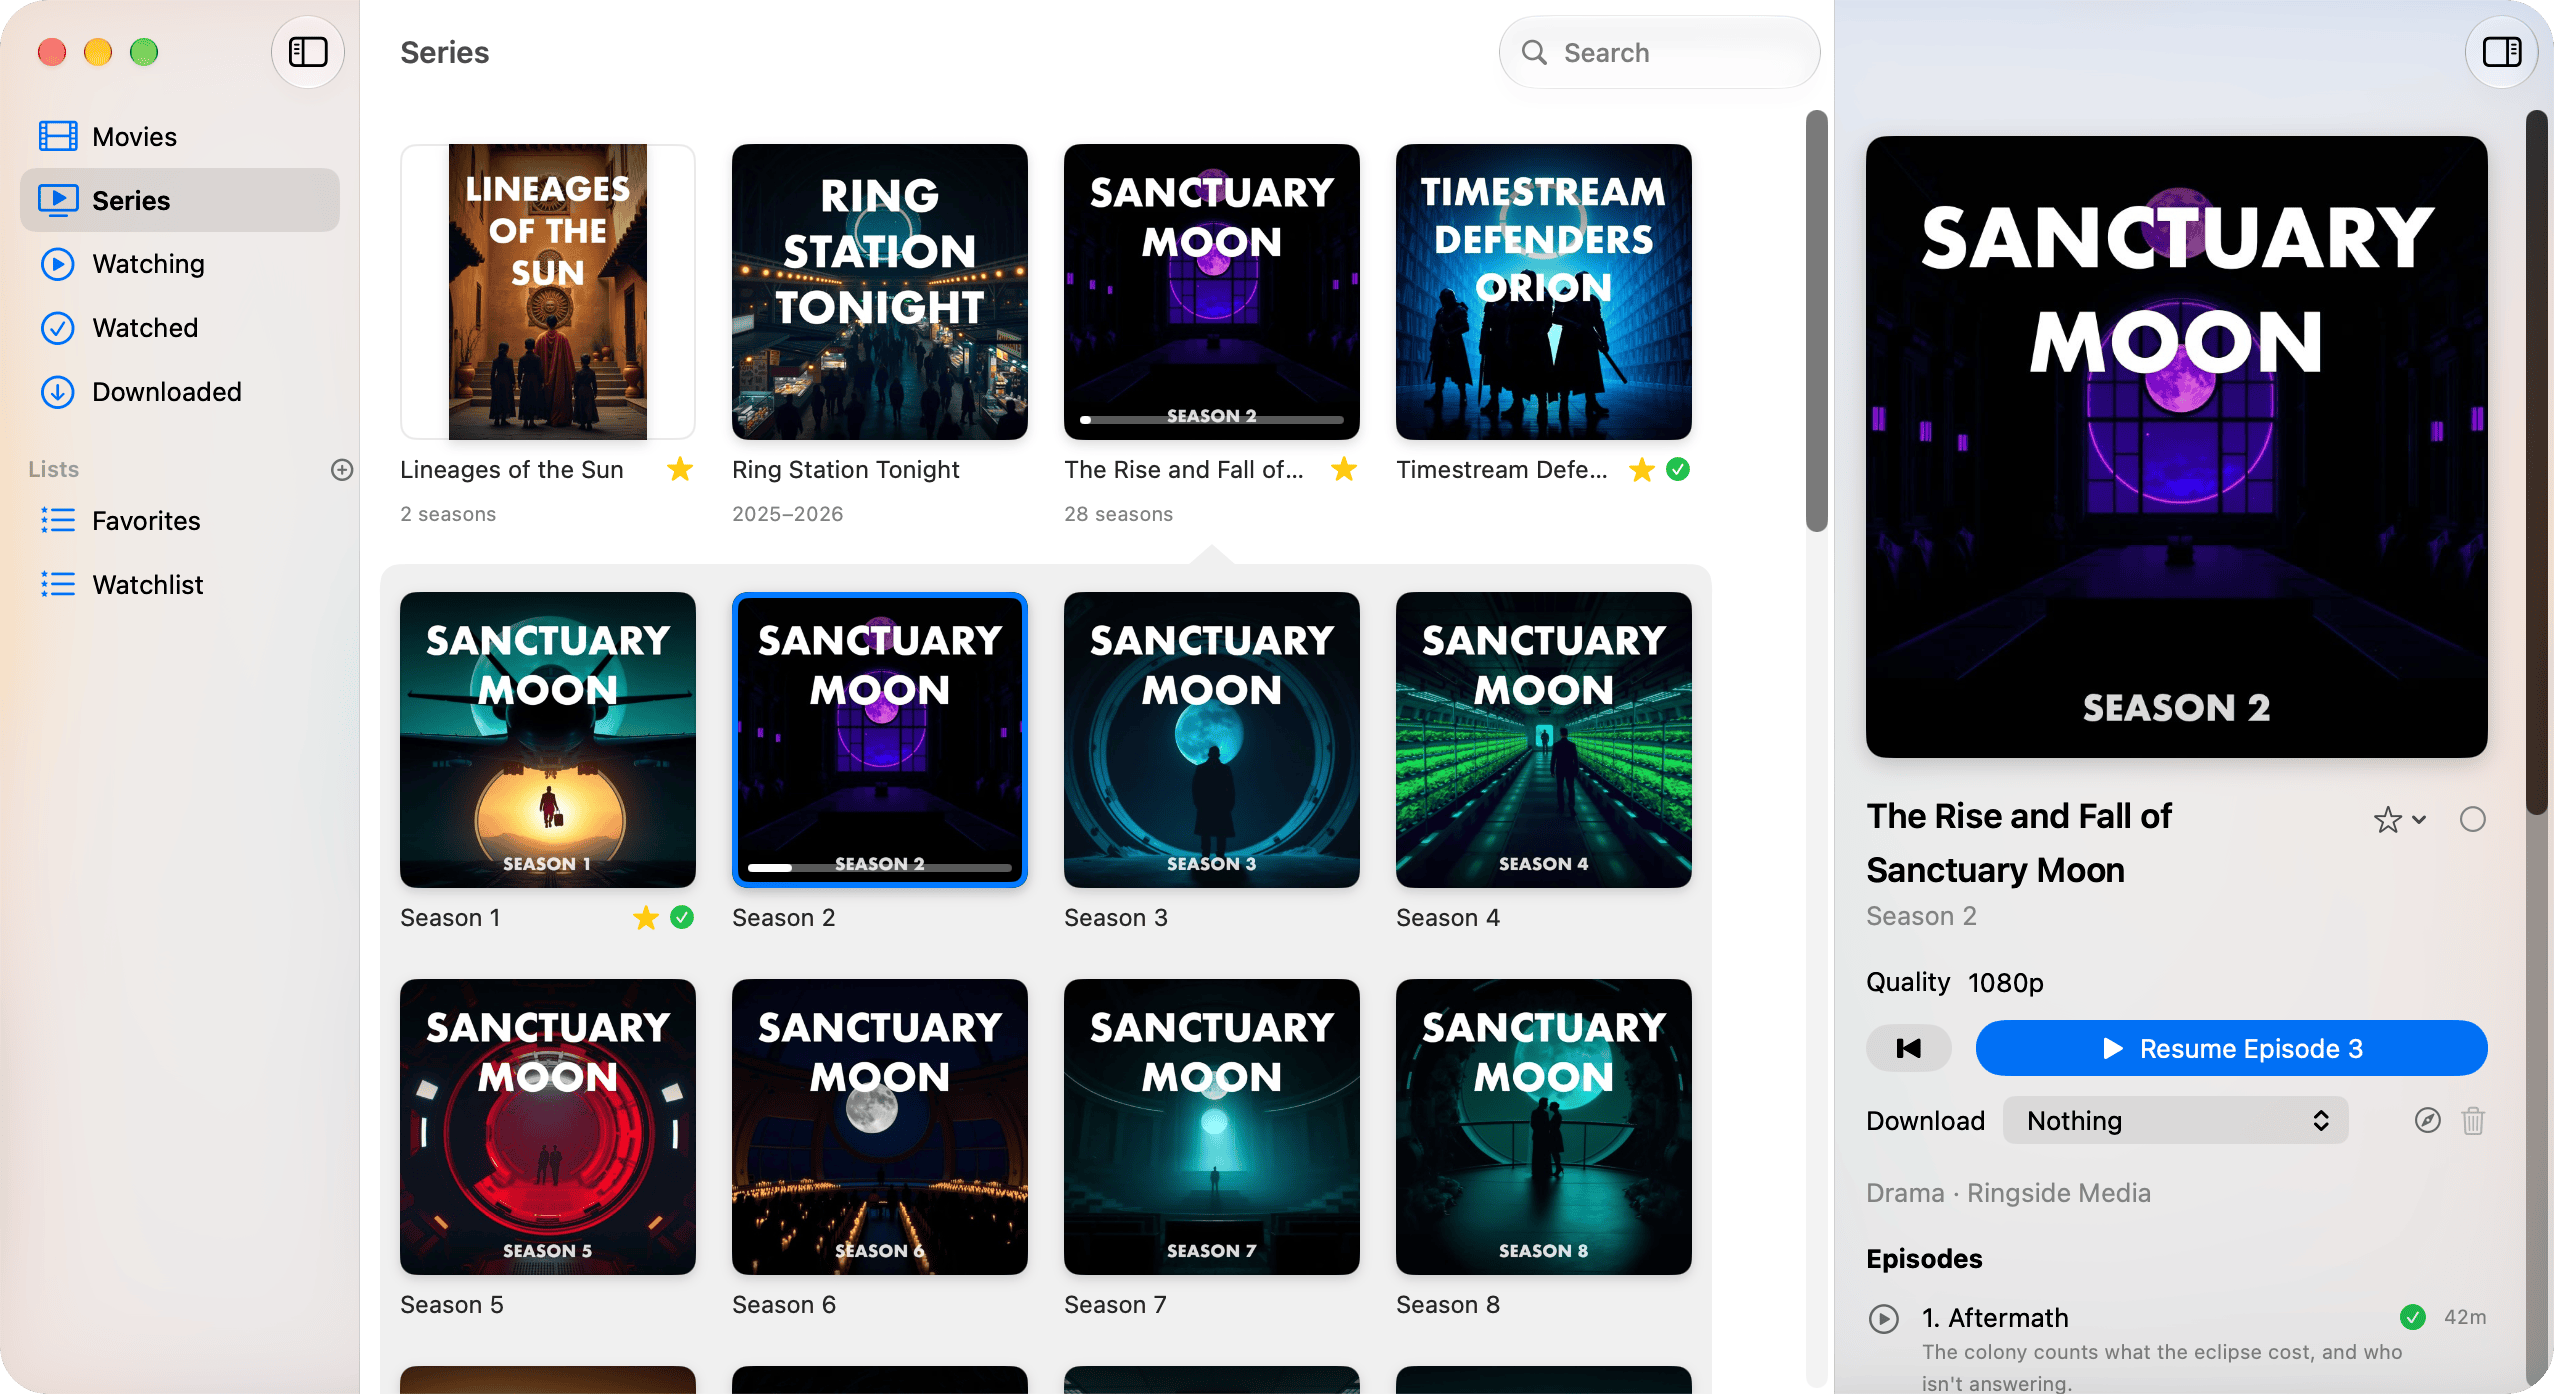 Movies
Series
Watching
Watched
Downloaded
Lists
Favorites
Watchlist
Series
Search
LINEAGES
OF THE
SUN
Lineages of the Sun
2 seasons
RING
STATION
TONIGHT
Ring Station Tonight
2025–2026
SANCTUARY
MOON
SEASON 2
The Rise and Fall of...
28 seasons
TIMESTREAM
DEFENDERS
ORION
Timestream Defe...
SANCTUARY
MOON
SEASON 1
Season 1
SANCTUARY
MOON
SEASON 2
Season 2
SANCTUARY
MOON
SEASON 3
Season 3
SANCTUARY
MOON
SEASON 4
Season 4
SANCTUARY
MOON
SEASON 5
Season 5
SANCTUARY
MOON
SEASON 6
Season 6
SANCTUARY
MOON
SEASON 7
Season 7
SANCTUARY
MOON
SEASON 8
Season 8
SANCTUARY
MOON
SEASON 2
The Rise and Fall of
Sanctuary Moon
Season 2
Quality 1080p
Resume Episode 3
Download Nothing
Drama · Ringside Media
Episodes
1. Aftermath 42m
The colony counts what the eclipse cost, and who
isn't answering.